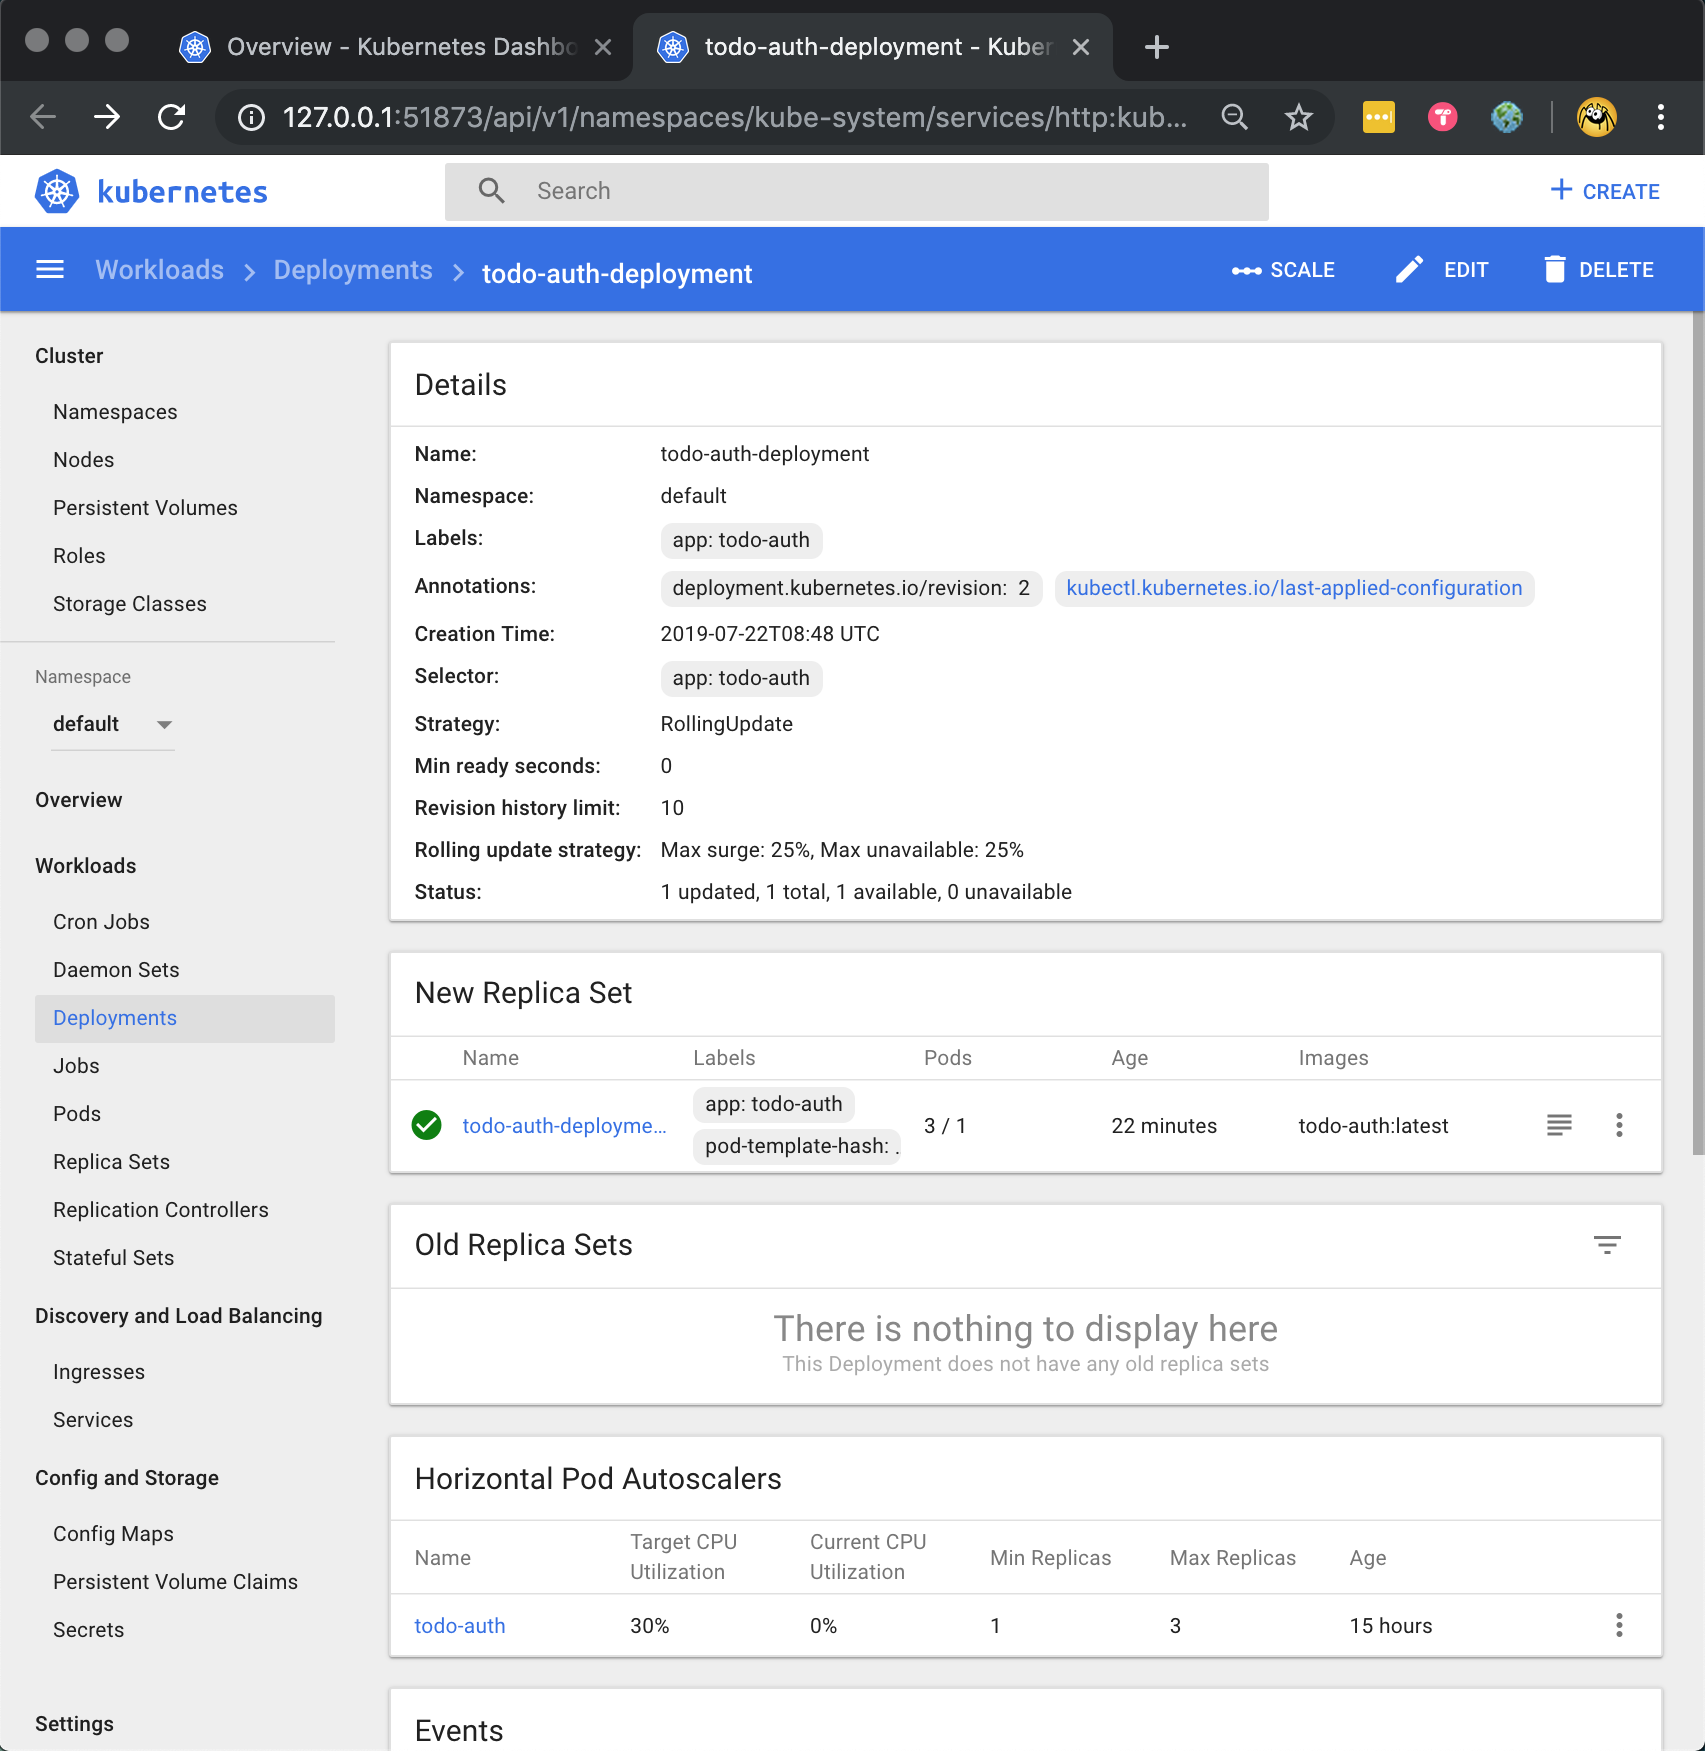 Overview - Kubernetes Dashbo
todo-auth-deployment - Kuber
127.0.0.1:51873/api/v1/namespaces/kube-system/services/http:kub...
kubernetes
Search
CREATE
Workloads > Deployments > todo-auth-deployment
SCALE
EDIT
DELETE
Cluster
Namespaces
Nodes
Persistent Volumes
Roles
Storage Classes
Namespace
default
Overview
Workloads
Cron Jobs
Daemon Sets
Deployments
Jobs
Pods
Replica Sets
Replication Controllers
Stateful Sets
Discovery and Load Balancing
Ingresses
Services
Config and Storage
Config Maps
Persistent Volume Claims
Secrets
Settings
Details
Name: todo-auth-deployment
Namespace: default
Labels: app: todo-auth
Annotations: deployment.kubernetes.io/revision: 2 kubectl.kubernetes.io/last-applied-configuration
Creation Time: 2019-07-22T08:48 UTC
Selector: app: todo-auth
Strategy: RollingUpdate
Min ready seconds: 0
Revision history limit: 10
Rolling update strategy: Max surge: 25%, Max unavailable: 25%
Status: 1 updated, 1 total, 1 available, 0 unavailable
New Replica Set
Name Labels Pods Age Images
app: todo-auth
todo-auth-deployme... 3 / 1 22 minutes todo-auth:latest
pod-template-hash: .
Old Replica Sets
There is nothing to display here
This Deployment does not have any old replica sets
Horizontal Pod Autoscalers
Name Target CPU Utilization Current CPU Utilization Min Replicas Max Replicas Age
todo-auth 30% 0% 1 3 15 hours
Events